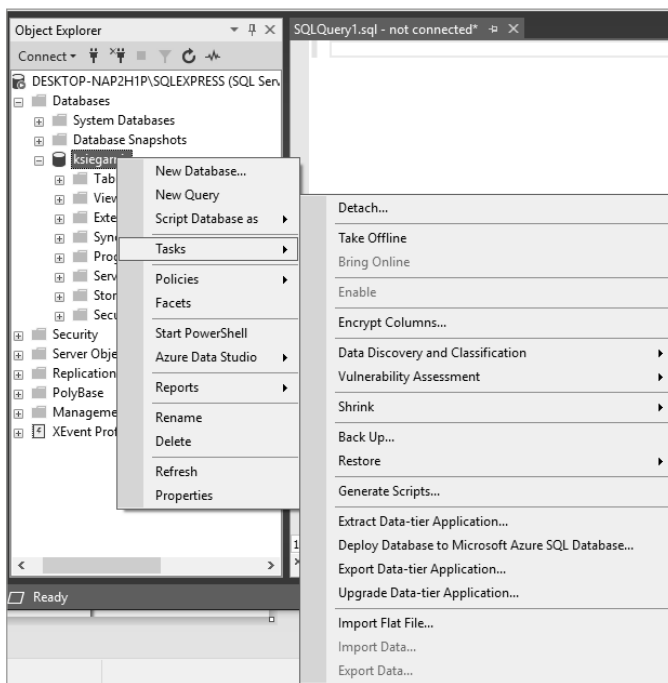 Object Explorer
SQLQuery1.sql - not connected*
Connect
DESKTOP-NAP2H1P\SQLEXPRESS (SQL Serv
Databases
System Databases
Database Snapshots
Tab
View
Exte
Syn
Prog
Serv
Stor
Secu
Security
Server Obje
Replication
PolyBase
Manageme
XEvent Prof
New Database...
New Query
Script Database as
Tasks
Policies
Facets
Start PowerShell
Azure Data Studio
Reports
Rename
Delete
Refresh
Properties
Detach...
Take Offline
Bring Online
Enable
Encrypt Columns...
Data Discovery and Classification
Vulnerability Assessment
Shrink
Back Up...
Restore
Generate Scripts...
Extract Data-tier Application...
Deploy Database to Microsoft Azure SQL Database...
Export Data-tier Application...
Upgrade Data-tier Application...
Import Flat File...
Import Data...
Export Data...
1
Ready